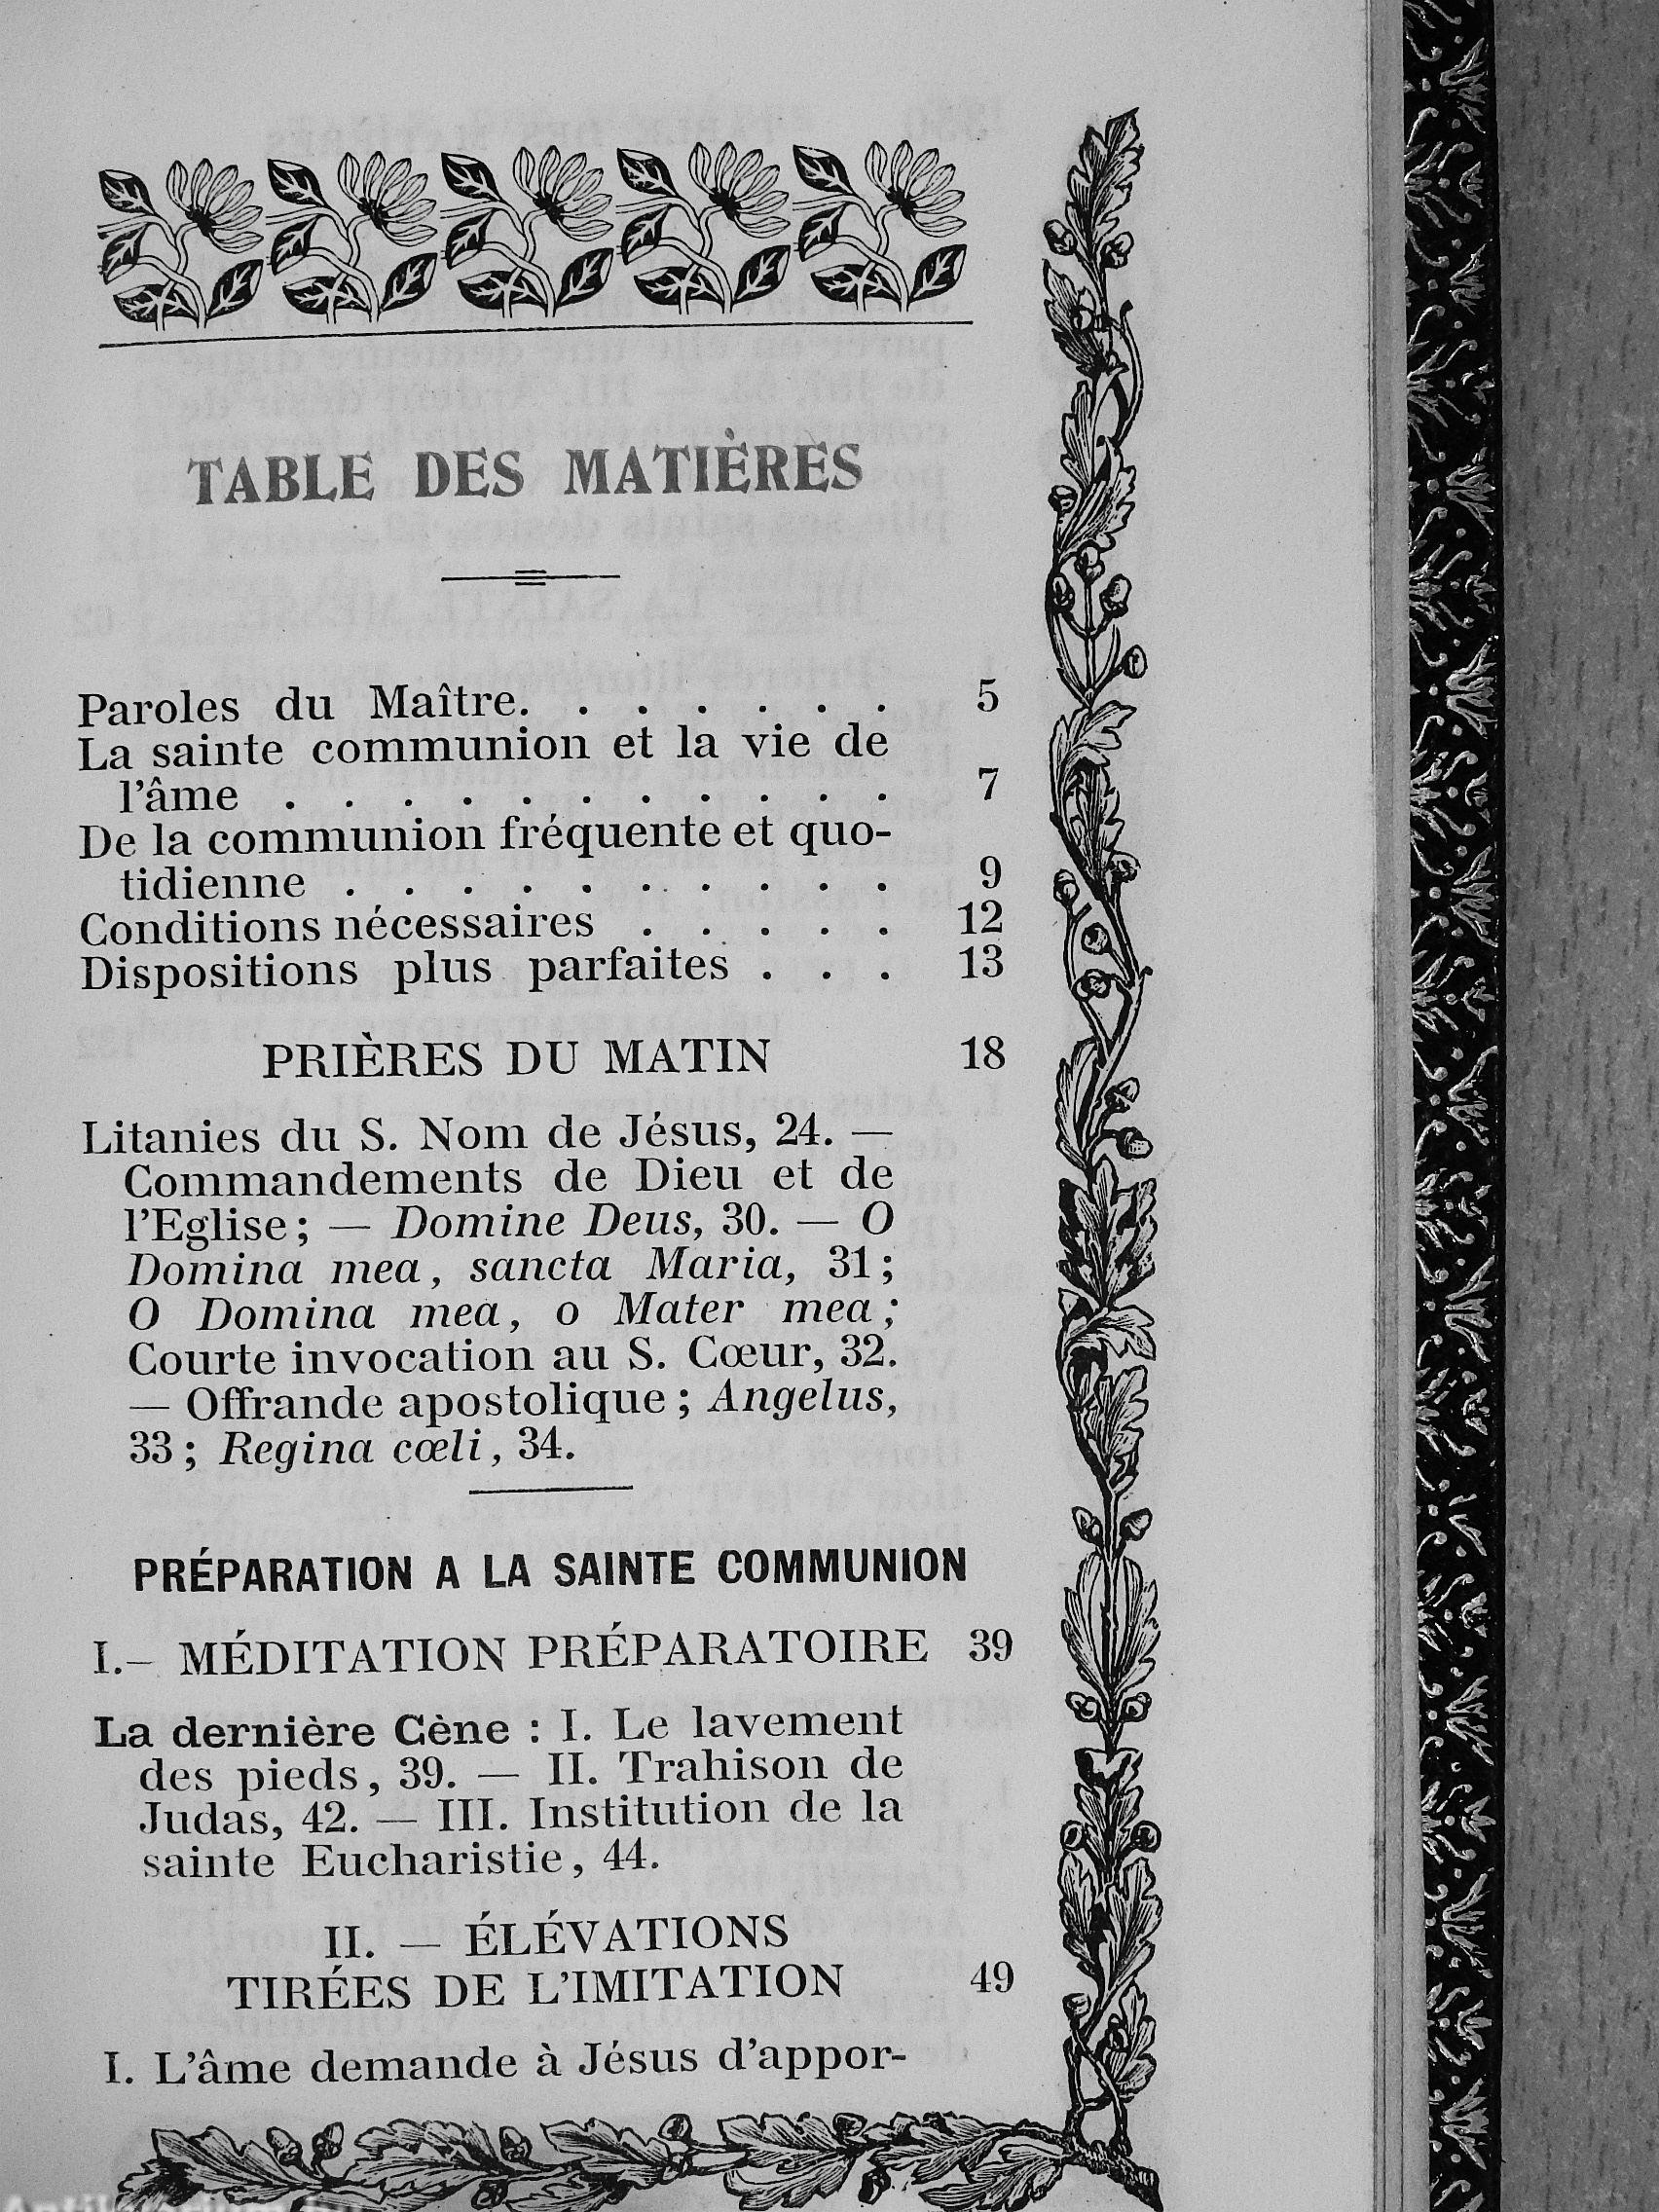 TABLE DES MATIÈRES
Paroles du Maître. . . . . . . 5
La sainte communion et la vie de
l'âme . . . . . . . . . . . 7
De la communion fréquente et quo-
tidienne . . . . . . . . . . 9
Conditions nécessaires . . . . . 12
Dispositions plus parfaites . . . 13
PRIÈRES DU MATIN 18
Litanies du S. Nom de Jésus, 24. —
Commandements de Dieu et de
l'Eglise ; — Domine Deus, 30. — O
Domina mea, sancta Maria, 31 ;
O Domina mea, o Mater mea ;
Courte invocation au S. Cœur, 32.
— Offrande apostolique ; Angelus,
33 ; Regina cœli, 34.
PRÉPARATION A LA SAINTE COMMUNION
I.– MÉDITATION PRÉPARATOIRE 39
La dernière Cène : I. Le lavement
des pieds, 39. — II. Trahison de
Judas, 42. — III. Institution de la
sainte Eucharistie, 44.
II. — ÉLÉVATIONS
TIRÉES DE L'IMITATION 49
I. L'âme demande à Jésus d'appor-